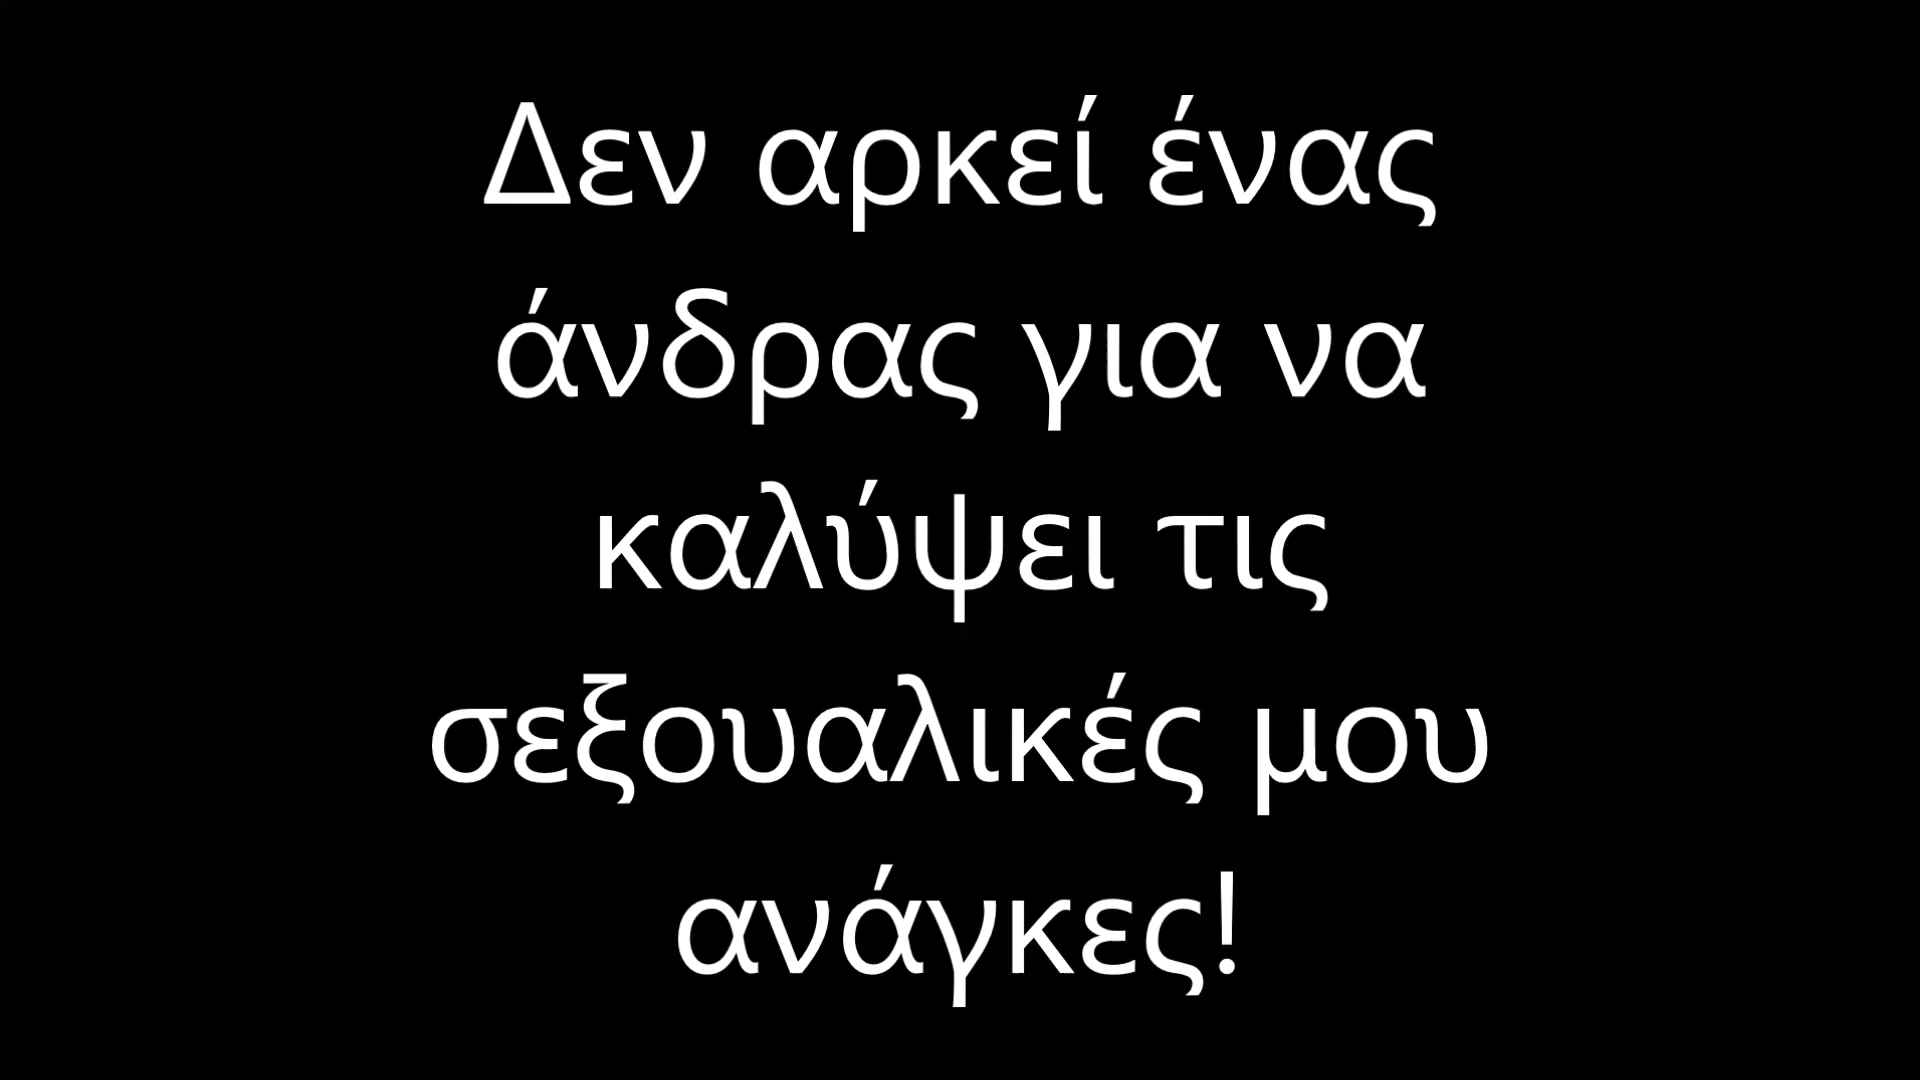 Δεν αρκεί ένας
άνδρας για να
καλύψει τις
σεξουαλικές μου
ανάγκες!